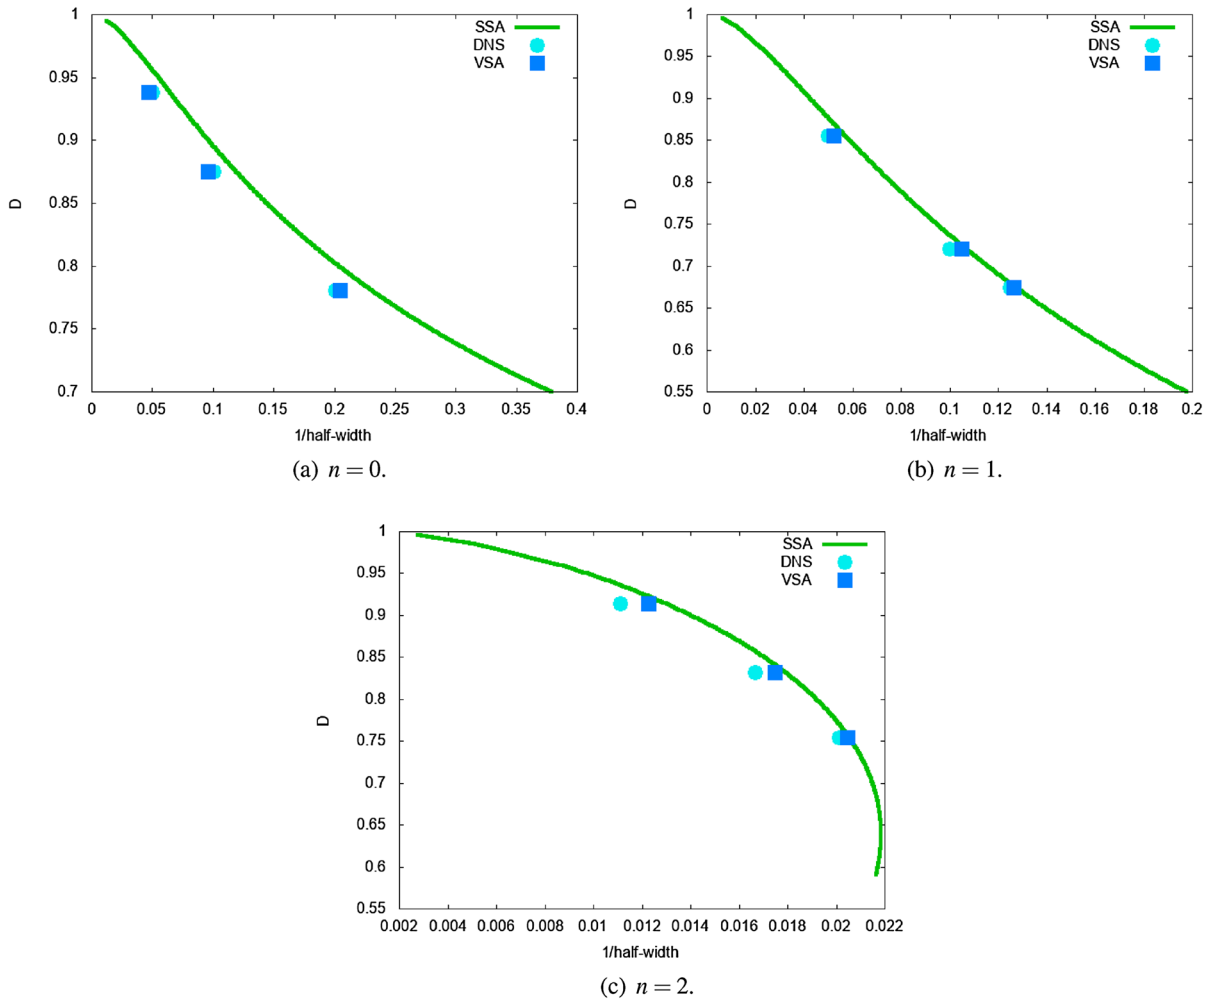 1
0.95
0.9
0.85
0.8
0.75
0.7
D
SSA
DNS
VSA
0 0.05 0.1 0.15 0.2 0.25 0.3 0.35 0.4
1/half-width
(a) n = 0.
1
0.95
0.9
0.85
0.8
0.75
0.7
0.65
0.6
0.55
D
SSA
DNS
VSA
0 0.02 0.04 0.06 0.08 0.1 0.12 0.14 0.16 0.18 0.2
1/half-width
(b) n = 1.
1
0.95
0.9
0.85
0.8
0.75
0.7
0.65
0.6
0.55
D
SSA
DNS
VSA
0.002 0.004 0.006 0.008 0.01 0.012 0.014 0.016 0.018 0.02 0.022
1/half-width
(c) n = 2.